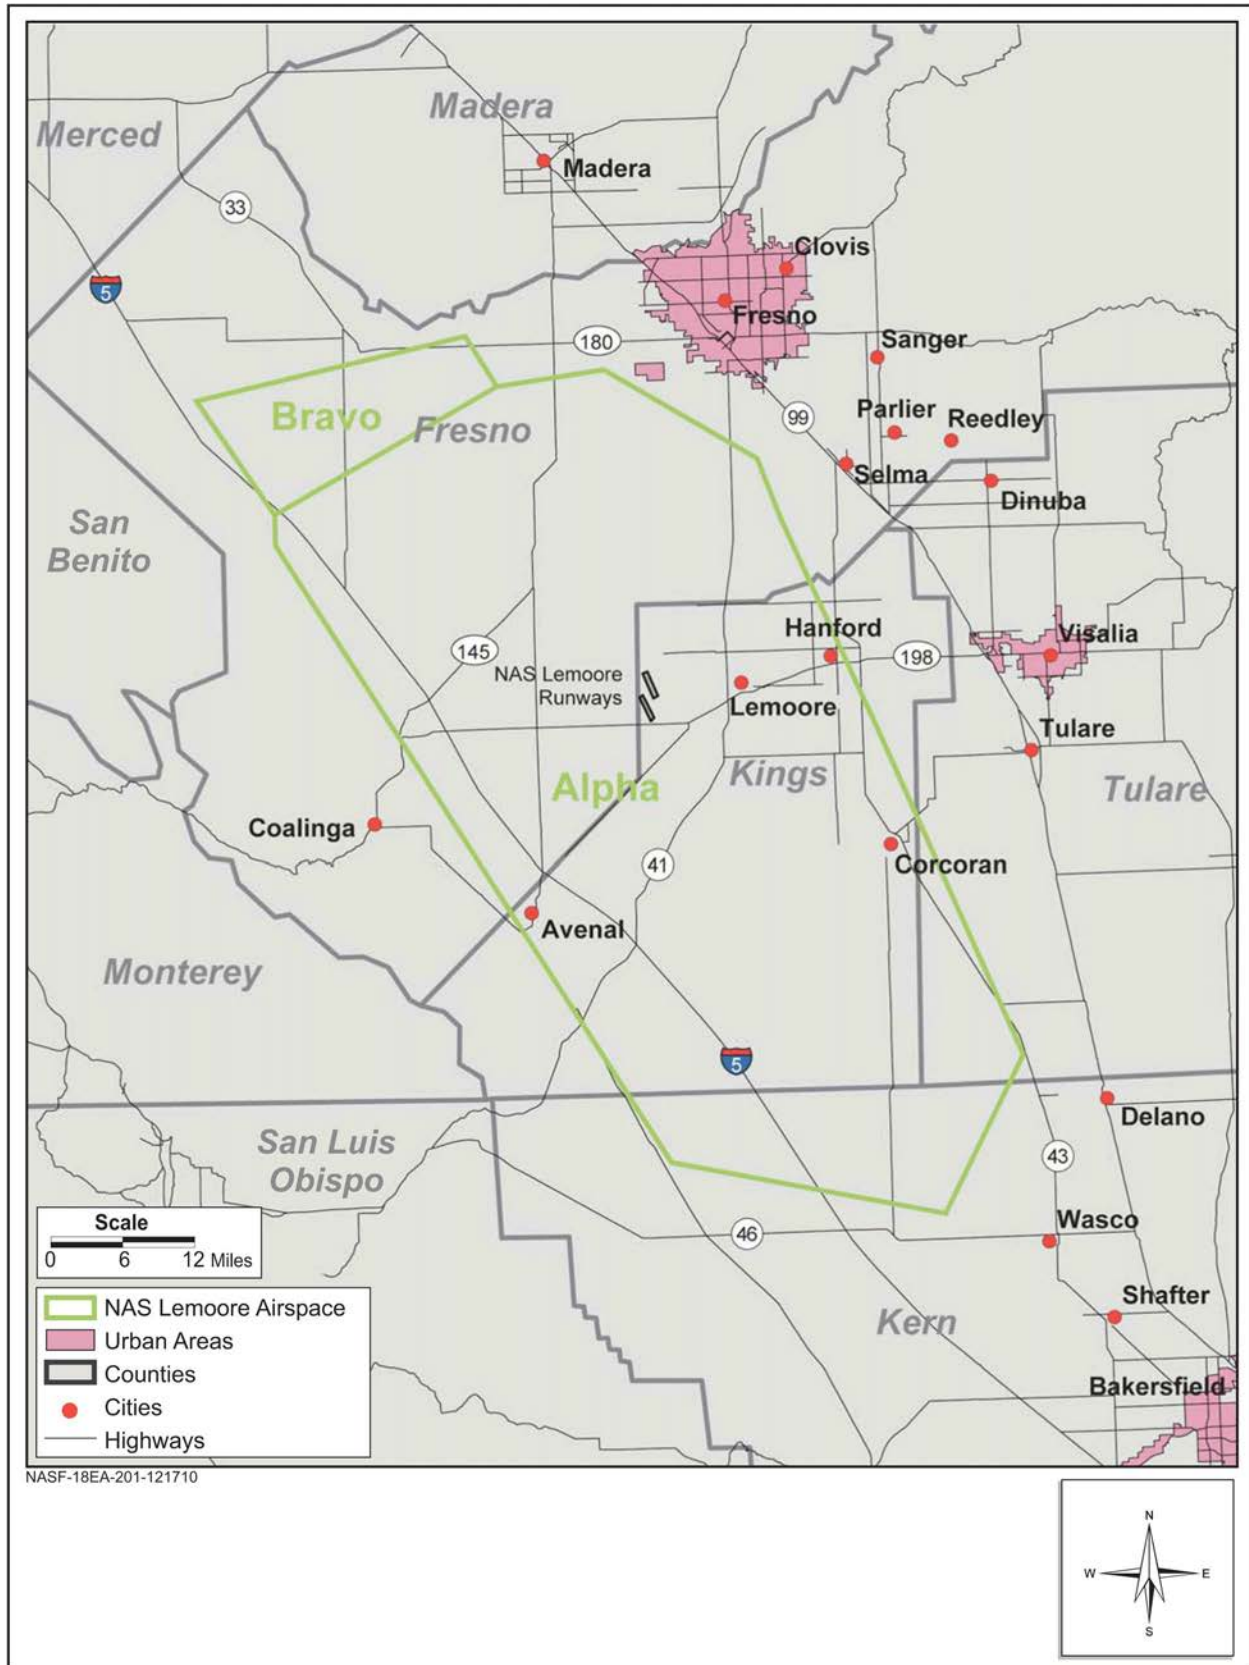 Merced
Madera
Madera
33
Clovis
5
Fresno
180
Sanger
Bravo
Fresno
99
Parlier
Reedley
Selma
Dinuba
San
Benito
Hanford
Visalia
145
198
NAS Lemoore
Runways
Lemoore
Tulare
Alpha
Kings
Tulare
Coalinga
41
Corcoran
Avenal
Monterey
5
Delano
San Luis
Obispo
43
Scale
0 6 12 Miles
46
Wasco
NAS Lemoore Airspace
Urban Areas
Counties
Cities
Highways
Shafter
Kern
Bakersfield
NASF-18EA-201-121710
N
W E
S